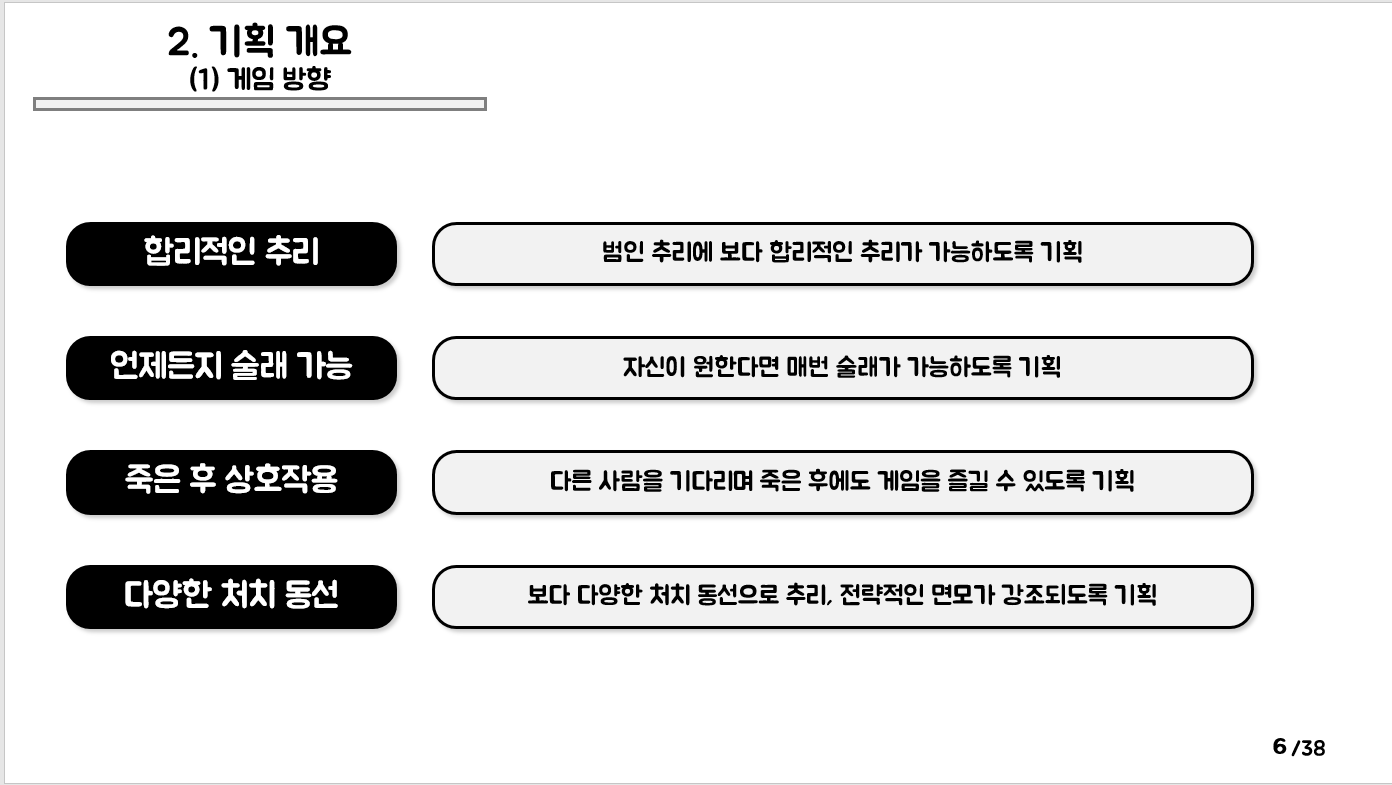 2. 기획 개요
(1) 게임 방향
합리적인 추리
범인 추리에 보다 합리적인 추리가 가능하도록 기획
언제든지 술래 가능
자신이 원한다면 매번 술래가 가능하도록 기획
죽은 후 상호작용
다른 사람을 기다리며 죽은 후에도 게임을 즐길 수 있도록 기획
다양한 처치 동선
보다 다양한 처치 동선으로 추리, 전략적인 면모가 강조되도록 기획
6 /38